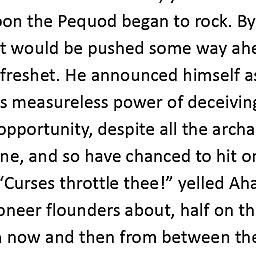 on the Pequod began to rock. By
t would be pushed some way ahe
freshet. He announced himself as
s measureless power of deceiving
opportunity, despite all the archa
ne, and so have chanced to hit on
“Curses throttle thee!” yelled Aha
oneer flounders about, half on th
now and then from between the